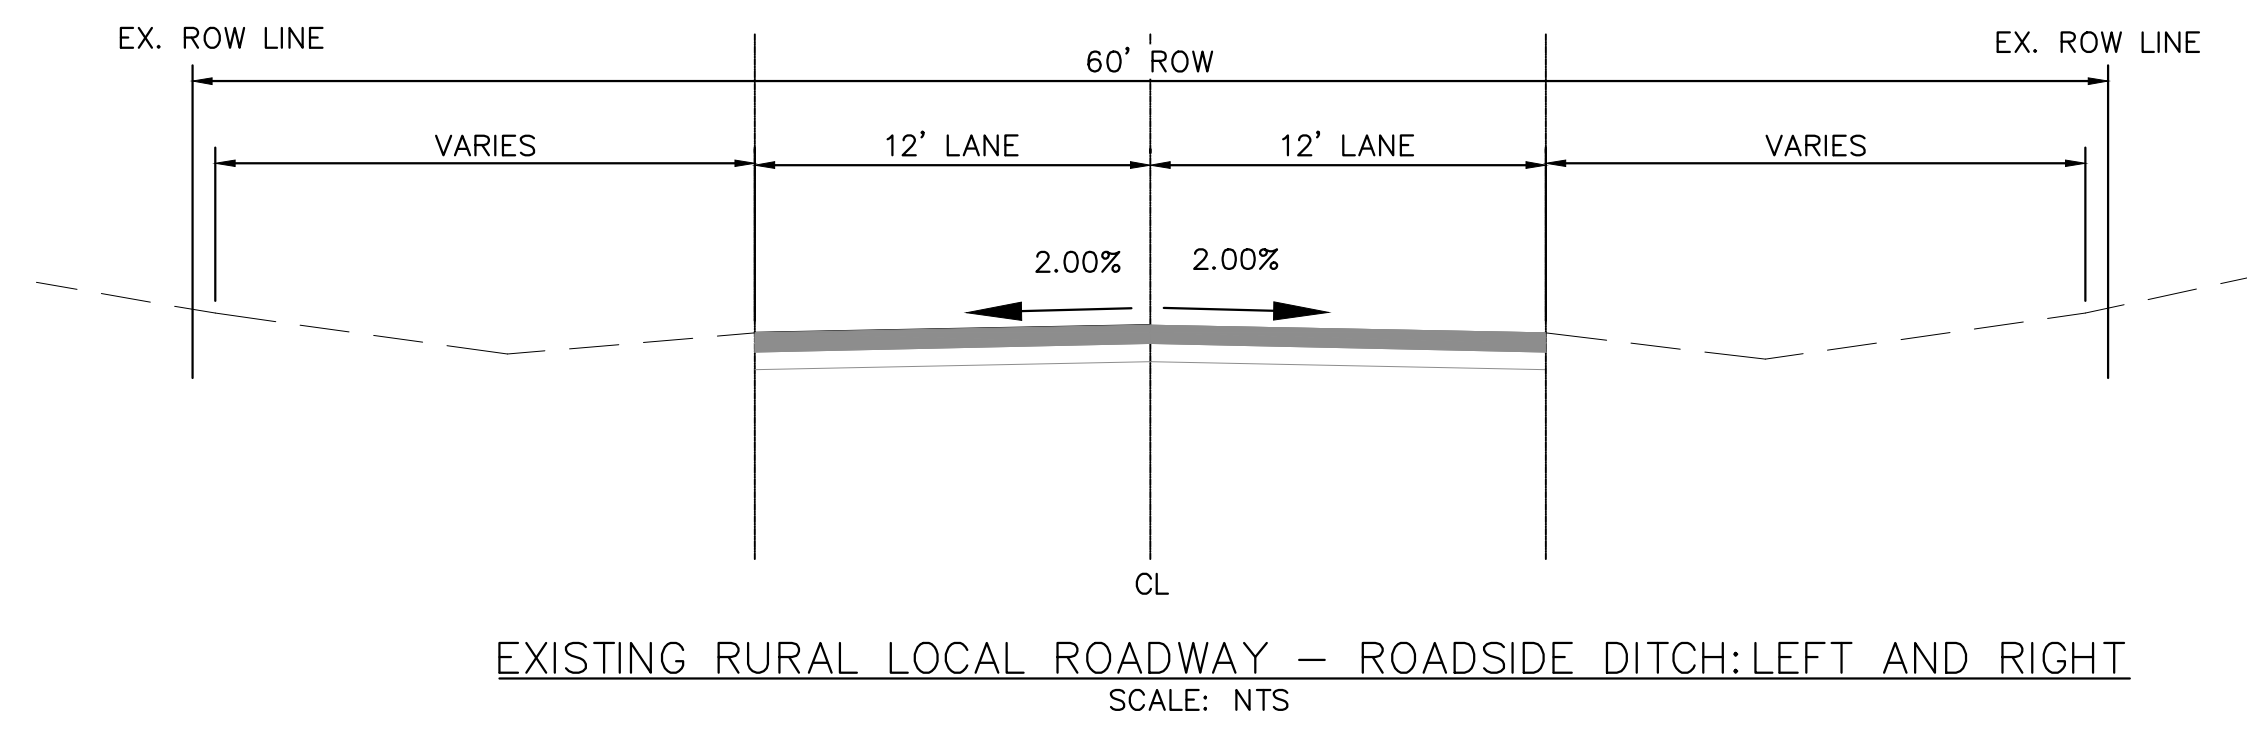 EX. ROW LINE
EX. ROW LINE
60' ROW
VARIES
12' LANE
12' LANE
VARIES
2.00%
2.00%
CL
EXISTING RURAL LOCAL ROADWAY – ROADSIDE DITCH: LEFT AND RIGHT
SCALE: NTS